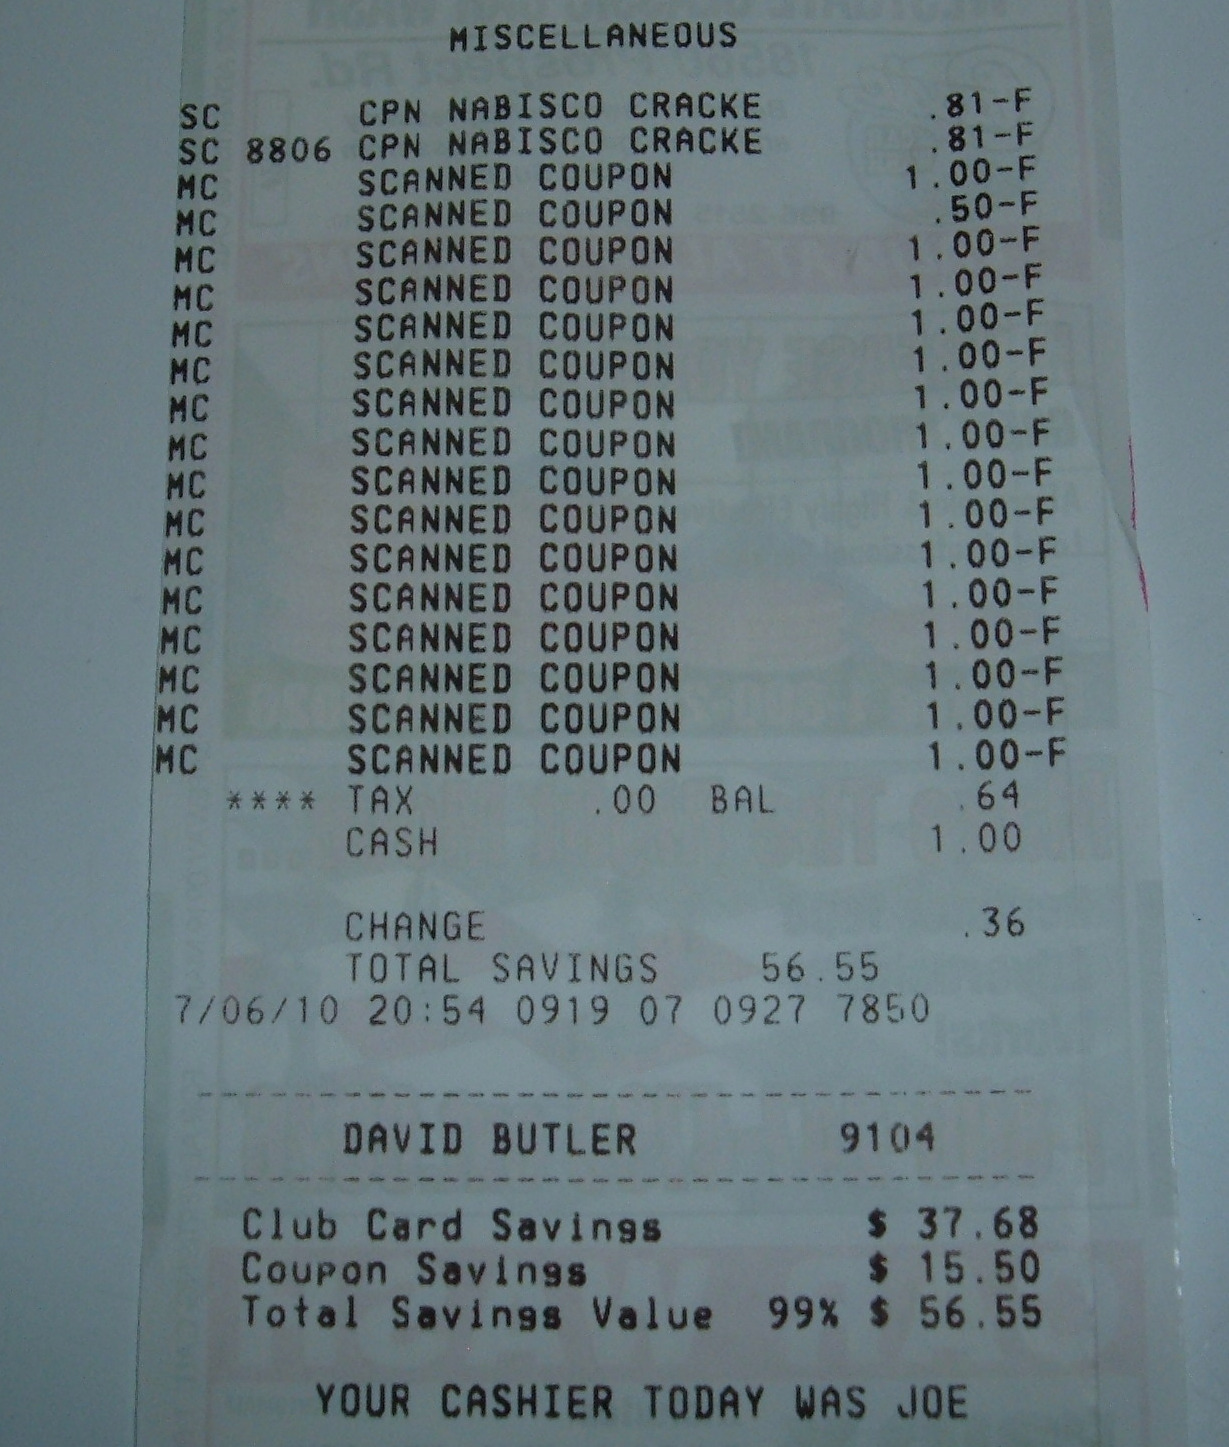 MISCELLANEOUS
SC CPN NABISCO CRACKE .81-F
SC 8806 CPN NABISCO CRACKE .81-F
MC SCANNED COUPON 1.00-F
MC SCANNED COUPON .50-F
MC SCANNED COUPON 1.00-F
MC SCANNED COUPON 1.00-F
MC SCANNED COUPON 1.00-F
MC SCANNED COUPON 1.00-F
MC SCANNED COUPON 1.00-F
MC SCANNED COUPON 1.00-F
MC SCANNED COUPON 1.00-F
MC SCANNED COUPON 1.00-F
MC SCANNED COUPON 1.00-F
MC SCANNED COUPON 1.00-F
MC SCANNED COUPON 1.00-F
MC SCANNED COUPON 1.00-F
MC SCANNED COUPON 1.00-F
MC SCANNED COUPON 1.00-F
**** TAX .00 BAL .64
CASH 1.00
CHANGE .36
TOTAL SAVINGS 56.55
7/06/10 20:54 0919 07 0927 7850
DAVID BUTLER 9104
Club Card Savings $ 37.68
Coupon Savings $ 15.50
Total Savings Value 99% $ 56.55
YOUR CASHIER TODAY WAS JOE